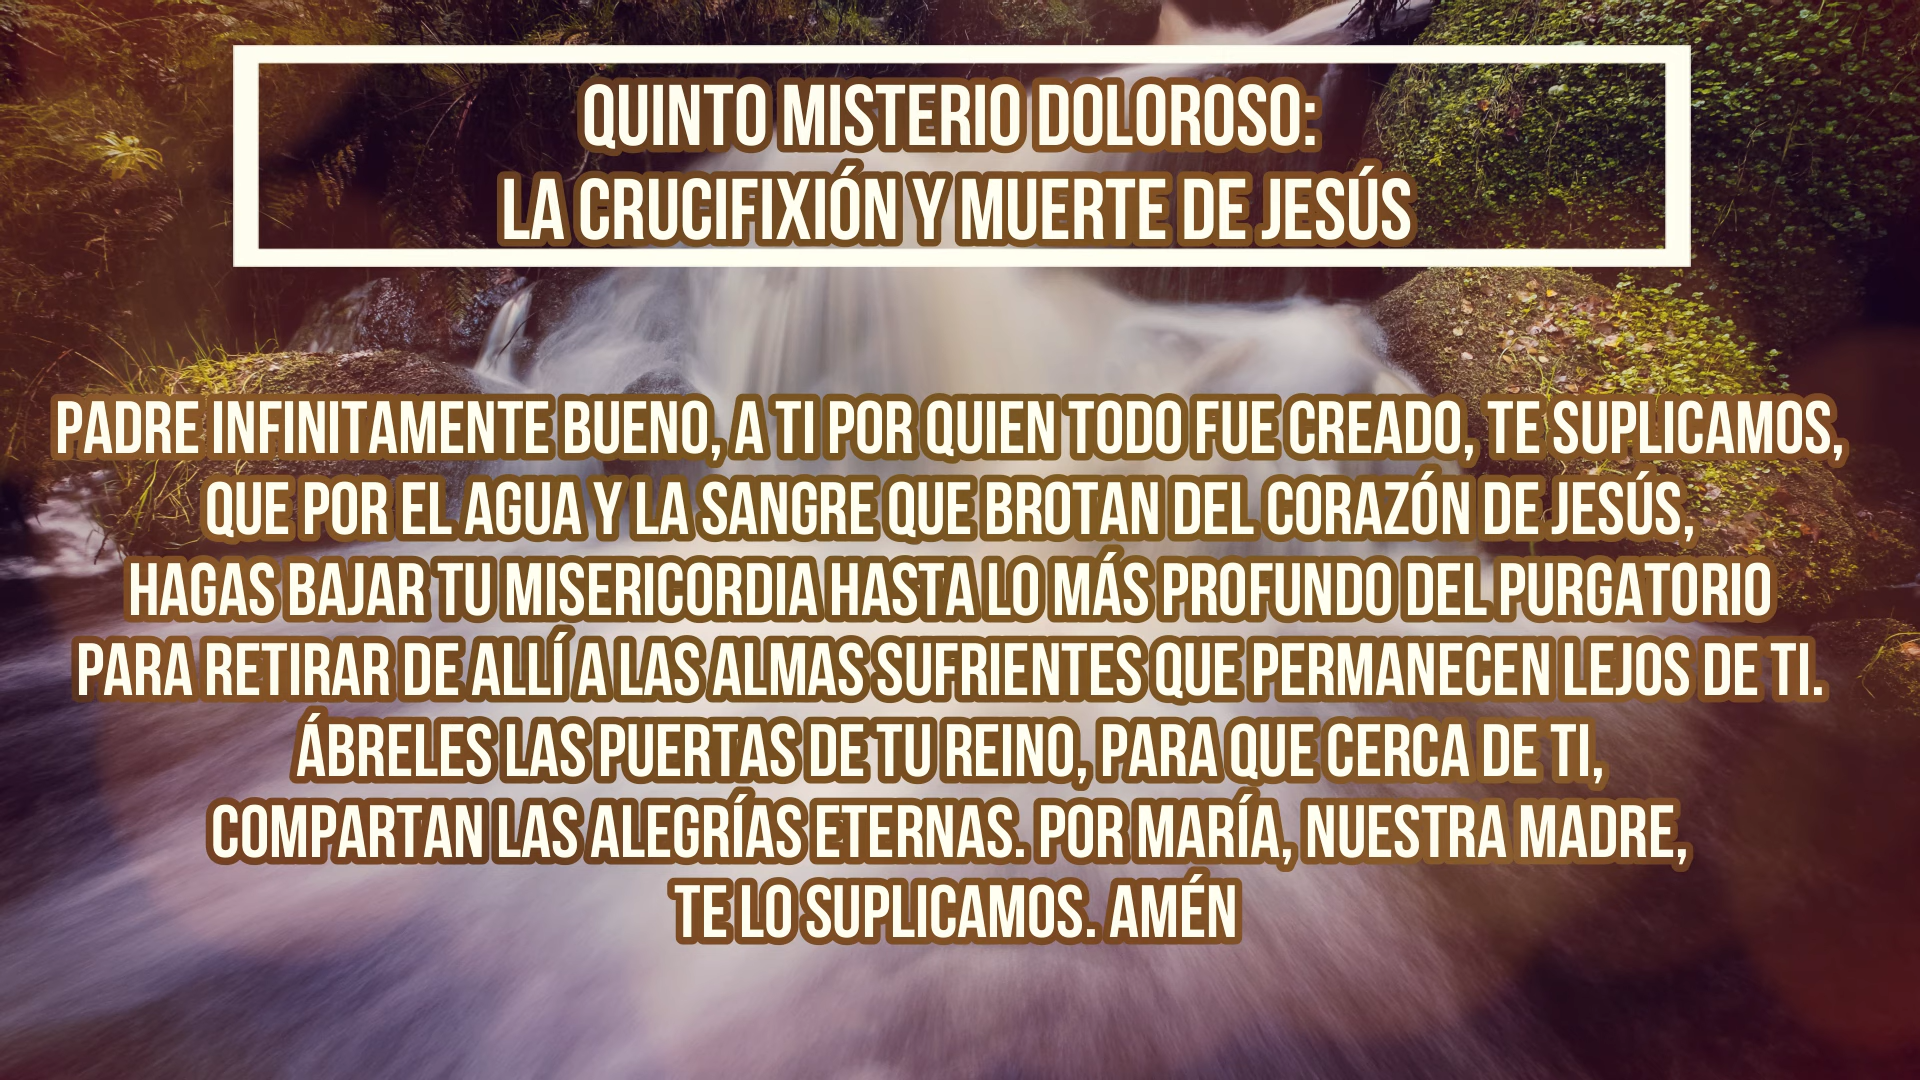 QUINTO MISTERIO DOLOROSO:
LA CRUCIFIXIÓN Y MUERTE DE JESÚS
PADRE INFINITAMENTE BUENO, A TI POR QUIEN TODO FUE CREADO, TE SUPLICAMOS,
QUE POR EL AGUA Y LA SANGRE QUE BROTAN DEL CORAZÓN DE JESÚS,
HAGAS BAJAR TU MISERICORDIA HASTA LO MÁS PROFUNDO DEL PURGATORIO
PARA RETIRAR DE ALLÍ A LAS ALMAS SUFRIENTES QUE PERMANECEN LEJOS DE TI.
ÁBRELES LAS PUERTAS DE TU REINO, PARA QUE CERCA DE TI,
COMPARTAN LAS ALEGRÍAS ETERNAS. POR MARÍA, NUESTRA MADRE,
TE LO SUPLICAMOS. AMÉN